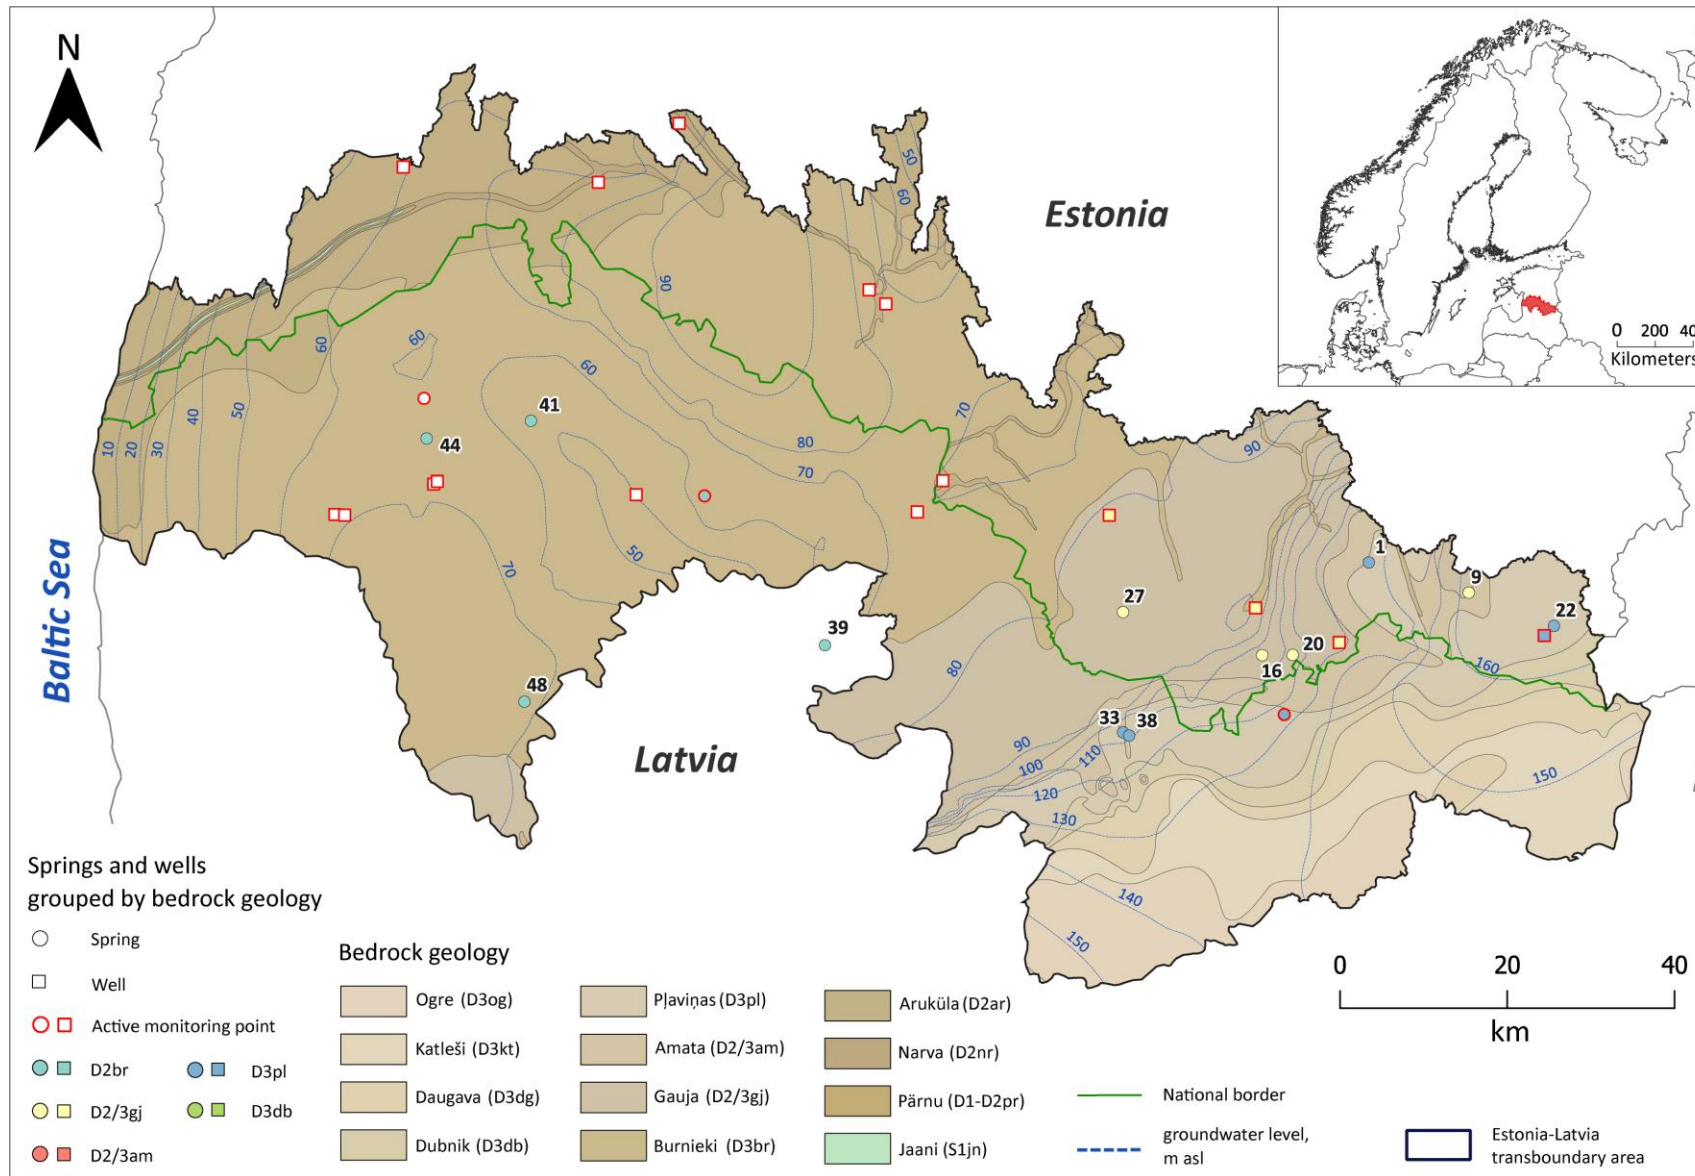 N
Estonia
Latvia
Baltic Sea
0 200 40
Kilometers
50
60
90
60
60
60
41
44
10
20
30
40
50
80
70
70
90
70
50
1
9
27
22
39
80
20
16
160
48
33
38
90
100
110
120
130
150
140
150
Springs and wells
grouped by bedrock geology
Spring
Well
Active monitoring point
D2br
D3pl
D2/3gj
D3db
D2/3am
Bedrock geology
Ogre (D3og)
Katleši (D3kt)
Daugava (D3dg)
Dubnik (D3db)
Pļaviņas (D3pl)
Amata (D2/3am)
Gauja (D2/3gj)
Burnieki (D3br)
Aruküla (D2ar)
Narva (D2nr)
Pärnu (D1-D2pr)
Jaani (S1jn)
0 20 40
km
National border
groundwater level,
m asl
Estonia-Latvia
transboundary area